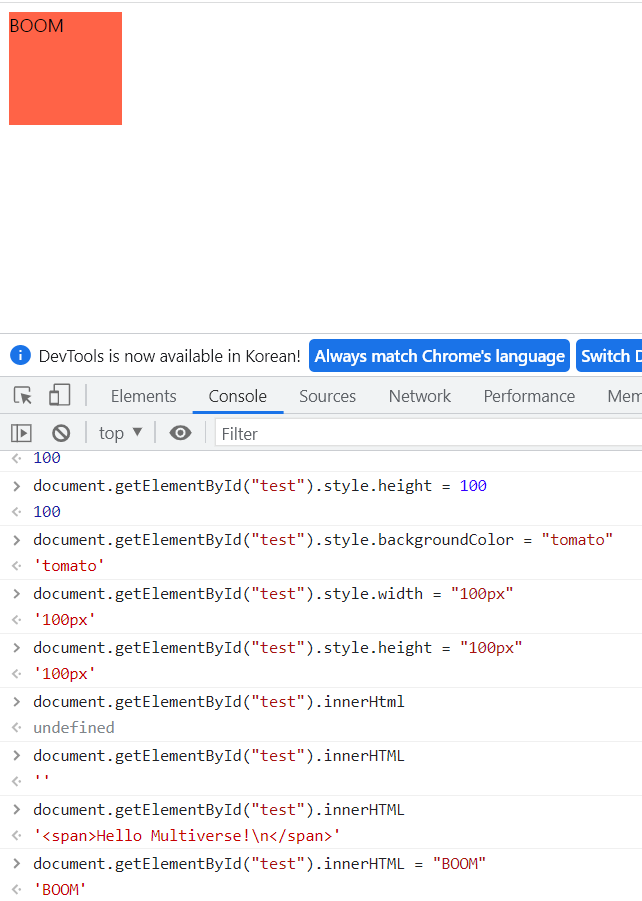 BOOM
DevTools is now available in Korean! Always match Chrome's language Switch D
Elements Console Sources Network Performance Mem
top Filter
100
document.getElementById("test").style.height = 100
100
document.getElementById("test").style.backgroundColor = "tomato"
'tomato'
document.getElementById("test").style.width = "100px"
'100px'
document.getElementById("test").style.height = "100px"
'100px'
document.getElementById("test").innerHtml
undefined
document.getElementById("test").innerHTML
''
document.getElementById("test").innerHTML
'<span>Hello Multiverse!\n</span>'
document.getElementById("test").innerHTML = "BOOM"
'BOOM'